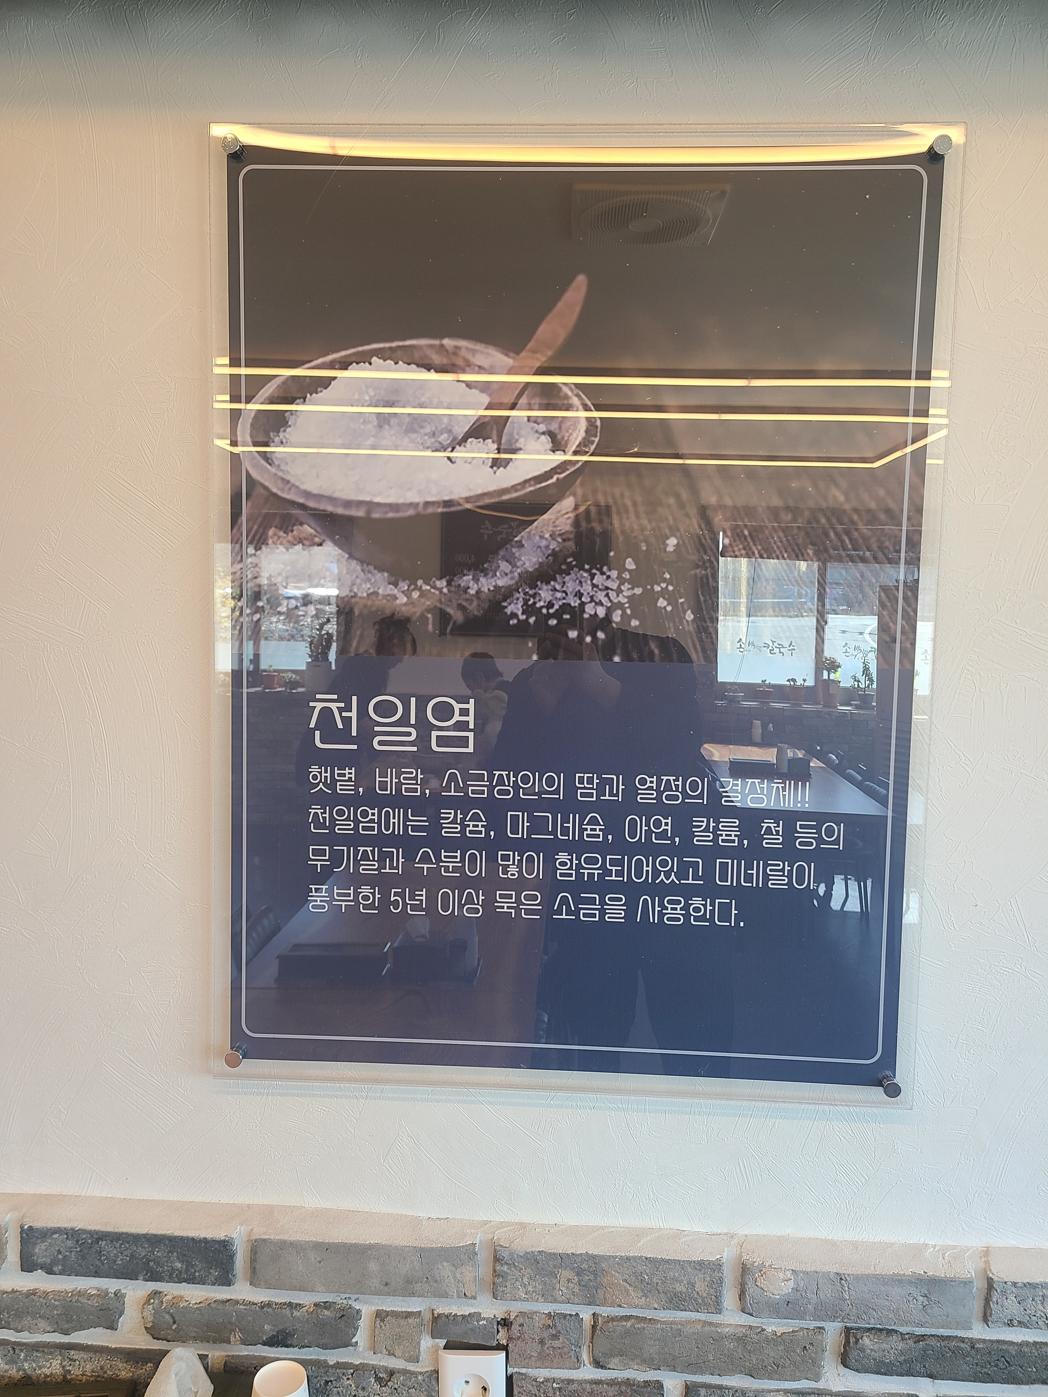 천일염
햇볕, 바람, 소금장인의 땀과 열정의 결정체!!
천일염에는 칼슘, 마그네슘, 아연, 칼륨, 철 등의
무기질과 수분이 많이 함유되어있고 미네랄이
풍부한 5년 이상 묵은 소금을 사용한다.